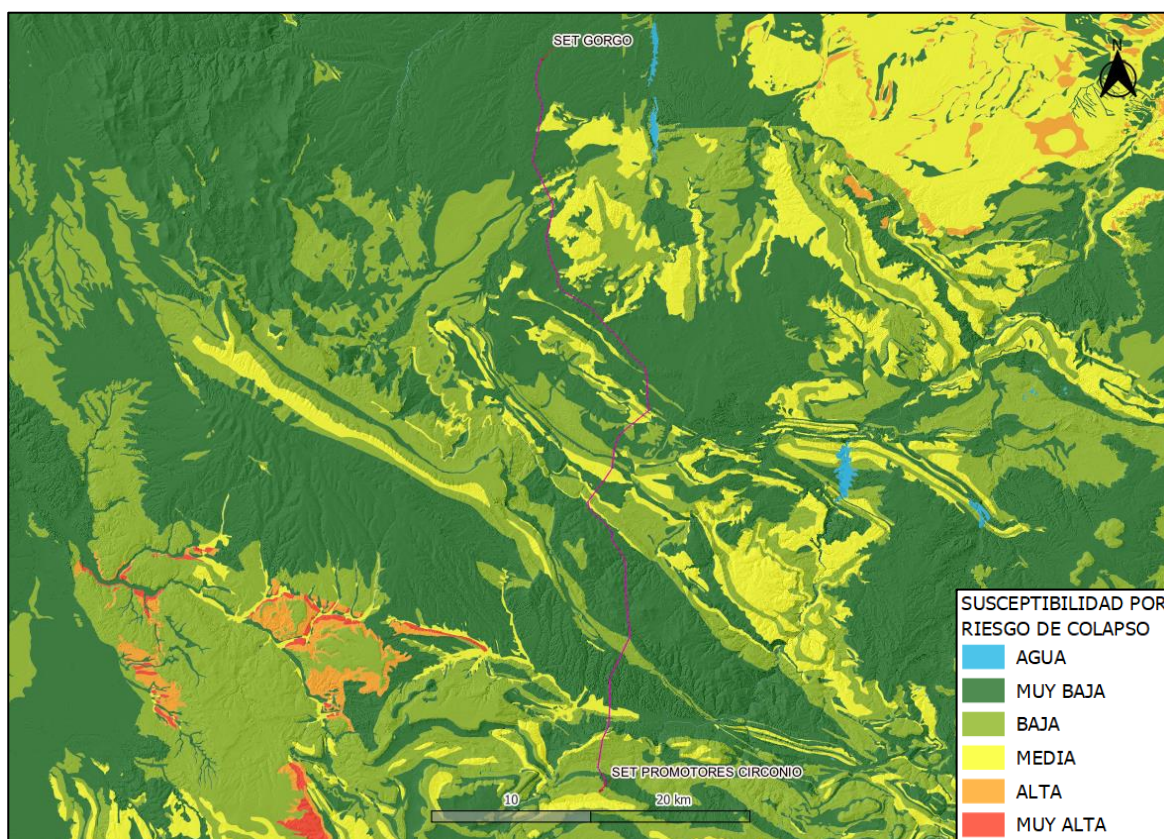 SET GORGO
N
SET PROMOTORES CIRCONIO
10
20 km
SUSCEPTIBILIDAD POR
RIESGO DE COLAPSO
AGUA
MUY BAJA
BAJA
MEDIA
ALTA
MUY ALTA